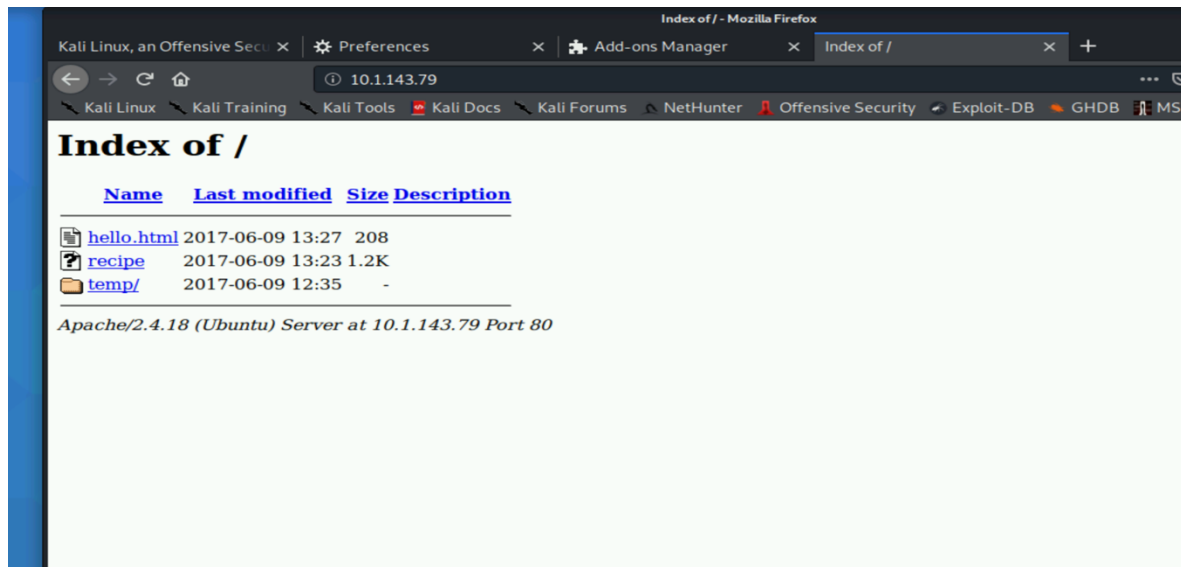 Index of / - Mozilla Firefox
Kali Linux, an Offensive Secu × Preferences × Add-ons Manager × Index of / × +
10.1.143.79 ...
Kali Linux Kali Training Kali Tools Kali Docs Kali Forums NetHunter Offensive Security Exploit-DB GHDB MS
Index of /
Name Last modified Size Description
hello.html 2017-06-09 13:27 208
recipe 2017-06-09 13:23 1.2K
temp/ 2017-06-09 12:35 -
Apache/2.4.18 (Ubuntu) Server at 10.1.143.79 Port 80